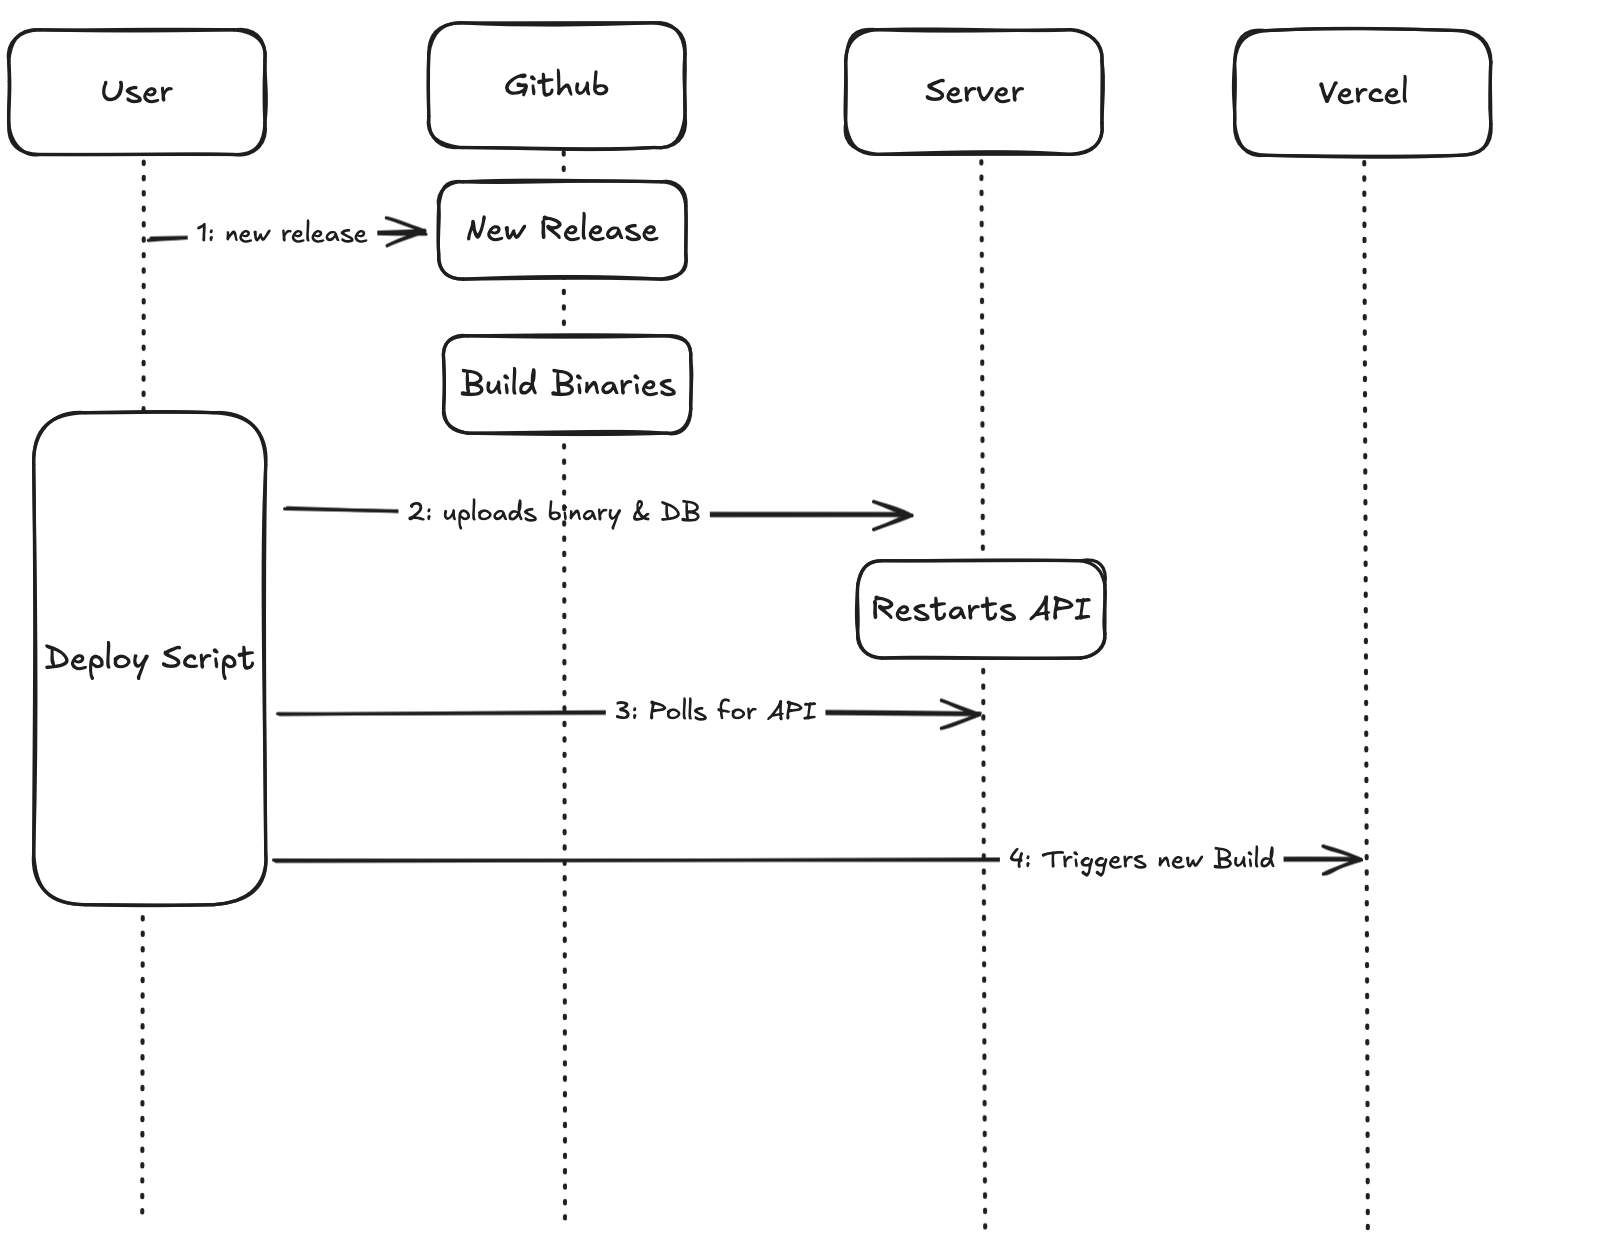 User
Github
Server
Vercel
1: new release
New Release
Build Binaries
2: uploads binary & DB
Restarts API
Deploy Script
3: Polls for API
4: Triggers new Build